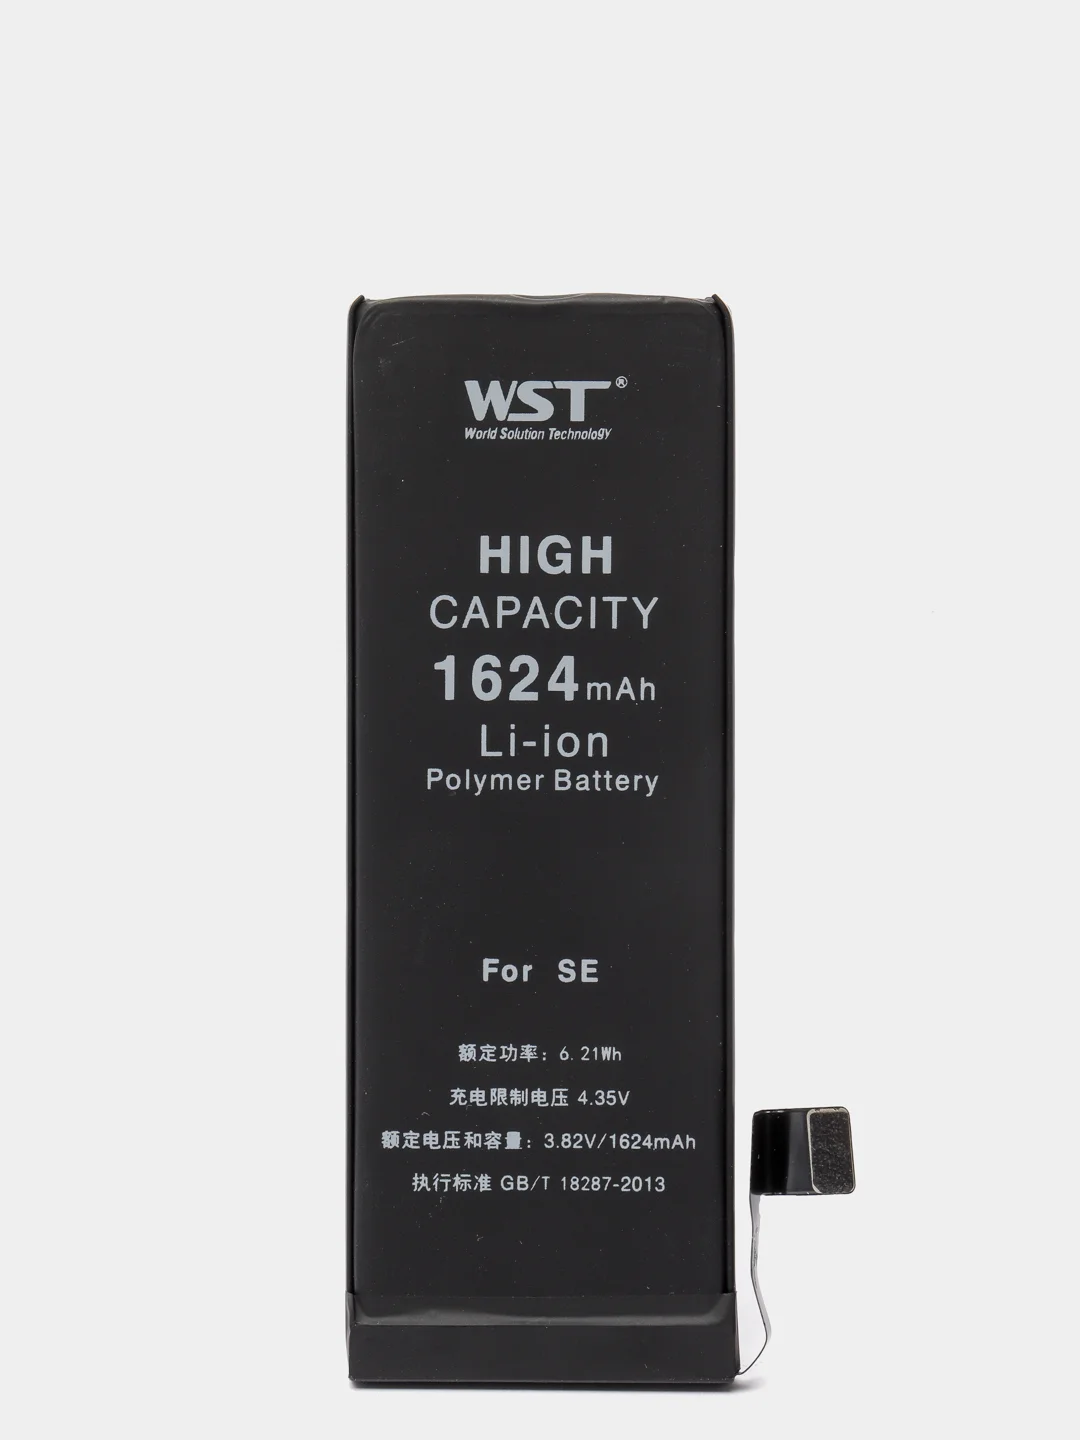 WST®
World Solution Technology
HIGH
CAPACITY
1624mAh
Li-ion
Polymer Battery
For SE
额定功率: 6.21Wh
充电限制电压 4.35V
额定电压和容量: 3.82V/1624mAh
执行标准 GB/T 18287-2013